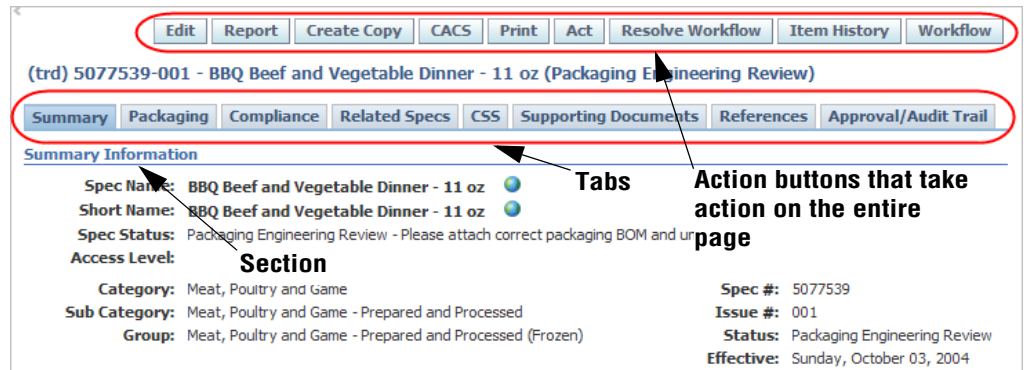 Edit Report Create Copy CACS Print Act Resolve Workflow Item History Workflow
(trd) 5077539-001 - BBQ Beef and Vegetable Dinner - 11 oz (Packaging Engineering Review)
Summary Packaging Compliance Related Specs CSS Supporting Documents References Approval/Audit Trail
Summary Information
Spec Name: BBQ Beef and Vegetable Dinner - 11 oz
Short Name: BBQ Beef and Vegetable Dinner - 11 oz
Spec Status: Packaging Engineering Review - Please attach correct packaging BOM and
Access Level:
Tabs
Action buttons that take
action on the entire
page
Section
Category: Meat, Poultry and Game
Sub Category: Meat, Poultry and Game - Prepared and Processed
Group: Meat, Poultry and Game - Prepared and Processed (Frozen)
Spec #: 5077539
Issue #: 001
Status: Packaging Engineering Review
Effective: Sunday, October 03, 2004